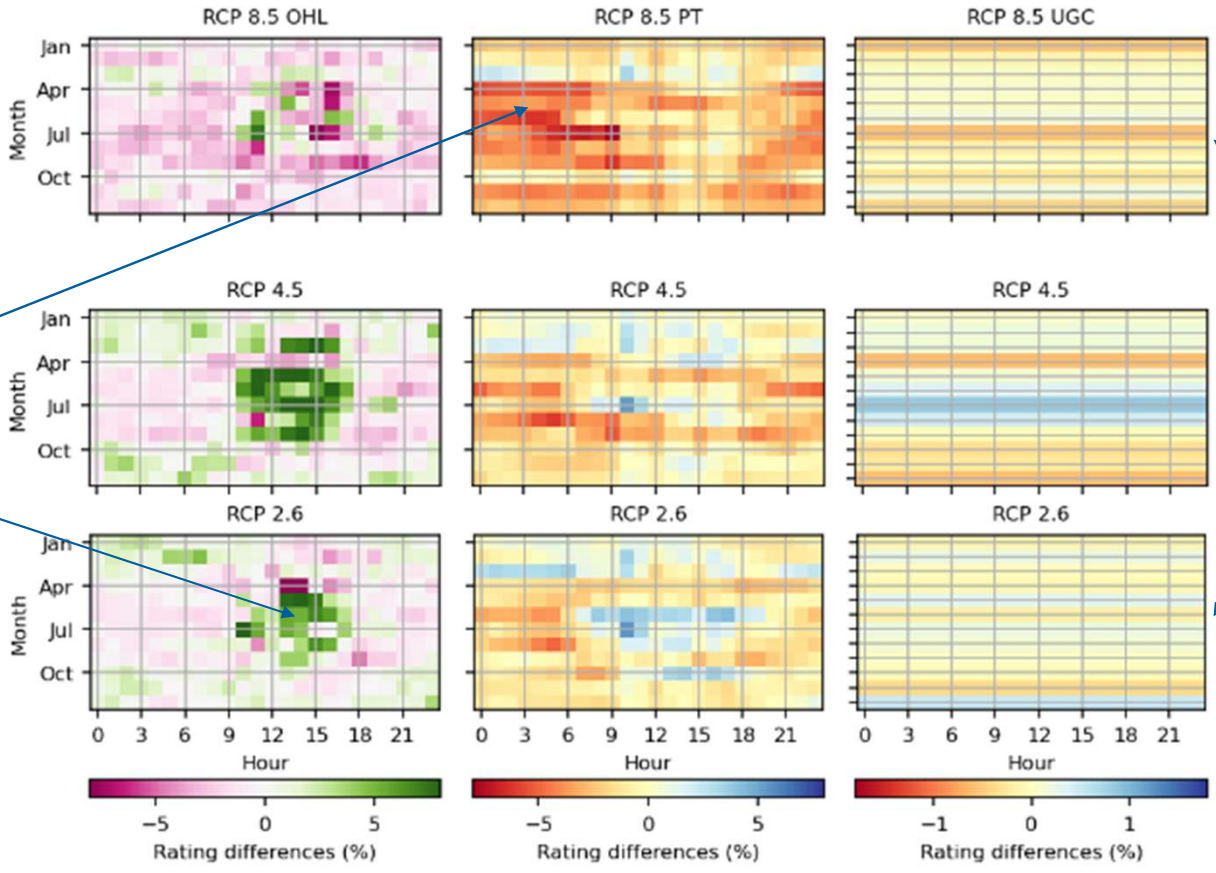 RCP 8.5 OHL RCP 8.5 PT RCP 8.5 UGC
Jan
Apr
Jul
Oct
Month
RCP 4.5 RCP 4.5 RCP 4.5
Jan
Apr
Jul
Oct
Month
RCP 2.6 RCP 2.6 RCP 2.6
Jan
Apr
Jul
Oct
Month
0 3 6 9 12 15 18 21 0 3 6 9 12 15 18 21 0 3 6 9 12 15 18 21
Hour Hour Hour
−5 0 5 −5 0 5 −1 0 1
Rating differences (%) Rating differences (%) Rating differences (%)